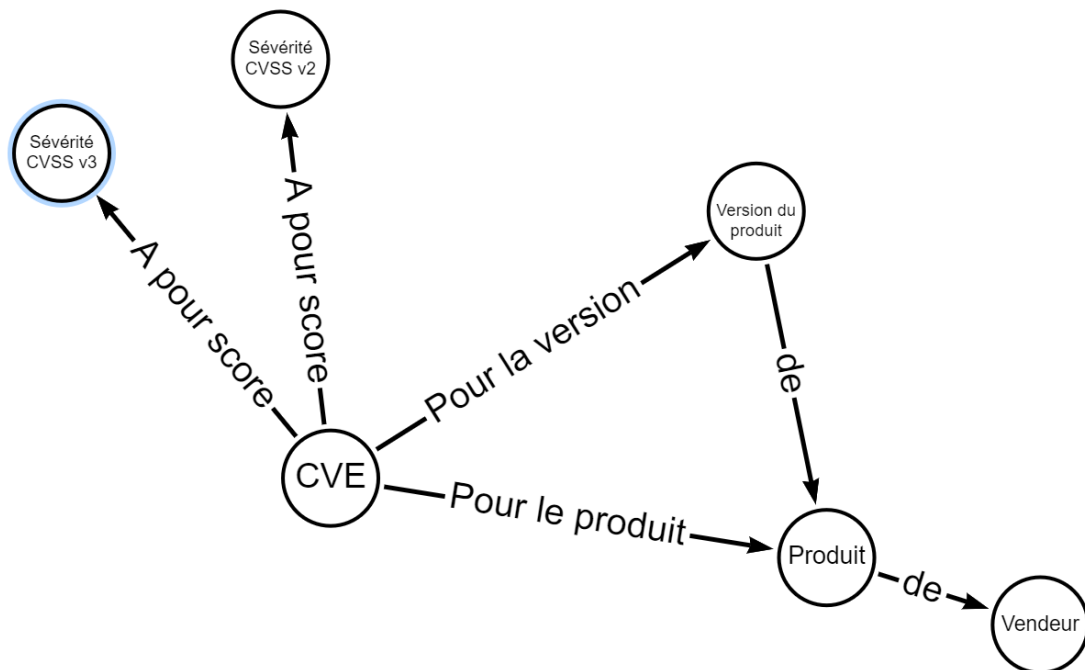 Sévérité
CVSS v2
Sévérité
CVSS v3
A pour score
A pour score
Version du
produit
Pour la version
de
CVE
Pour le produit
Produit
de
Vendeur